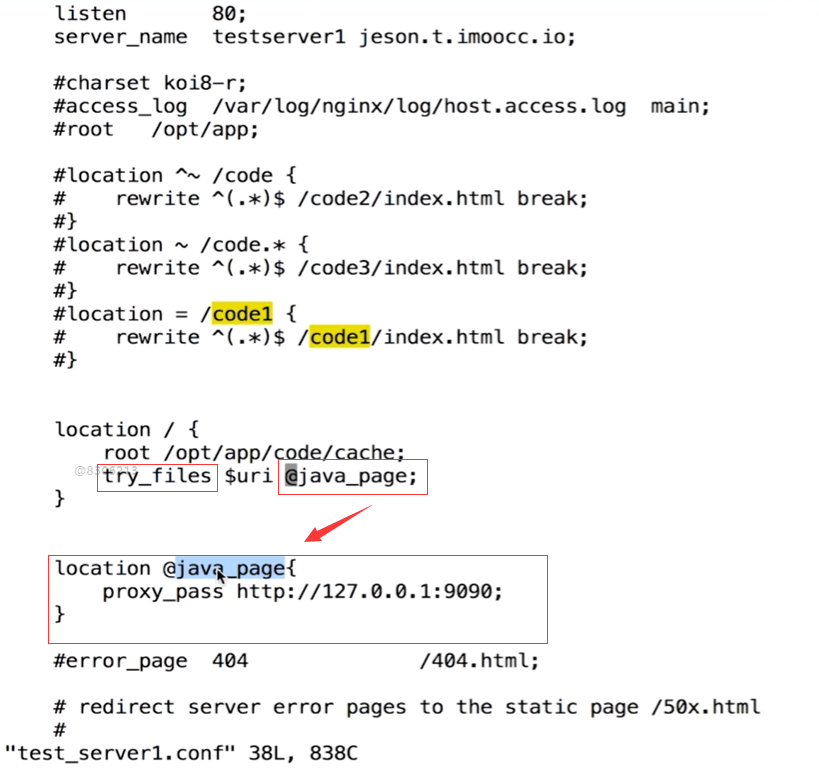 listen       80;
server_name  testserver1 jeson.t.imoocc.io;
#charset koi8-r;
#access_log  /var/log/nginx/log/host.access.log  main;
#root   /opt/app;
#location ^~ /code {
#    rewrite ^(.*)$ /code2/index.html break;
#}
#location ~ /code.* {
#    rewrite ^(.*)$ /code3/index.html break;
#}
#location = /code1 {
#    rewrite ^(.*)$ /code1/index.html break;
#}
location / {
    root /opt/app/code/cache;
    try_files $uri @java_page;
}
location @java_page{
    proxy_pass http://127.0.0.1:9090;
}
#error_page  404              /404.html;
# redirect server error pages to the static page /50x.html
#
"test_server1.conf" 38L, 838C